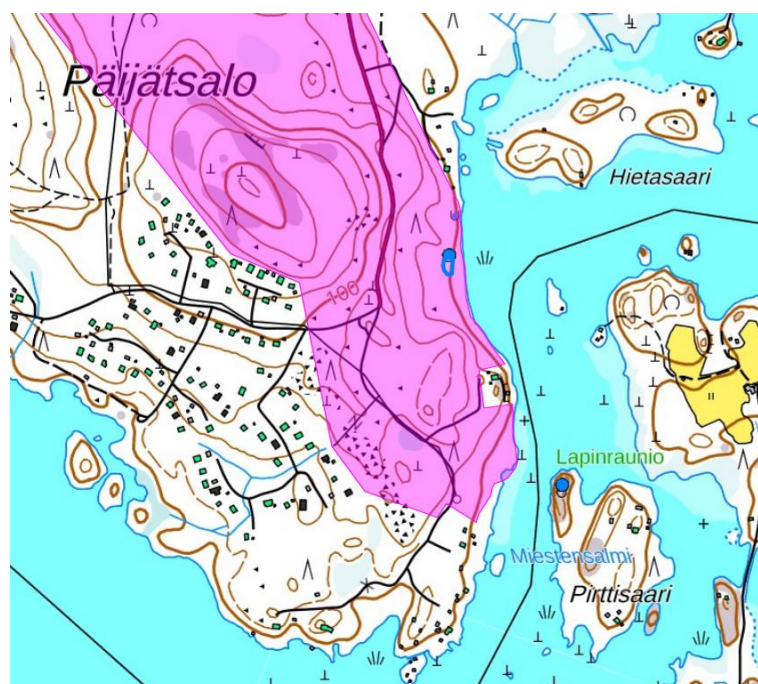 Päijätsalo
Hietasaari
100
Lapinraunio
Miestensalmi
Pirttisaari